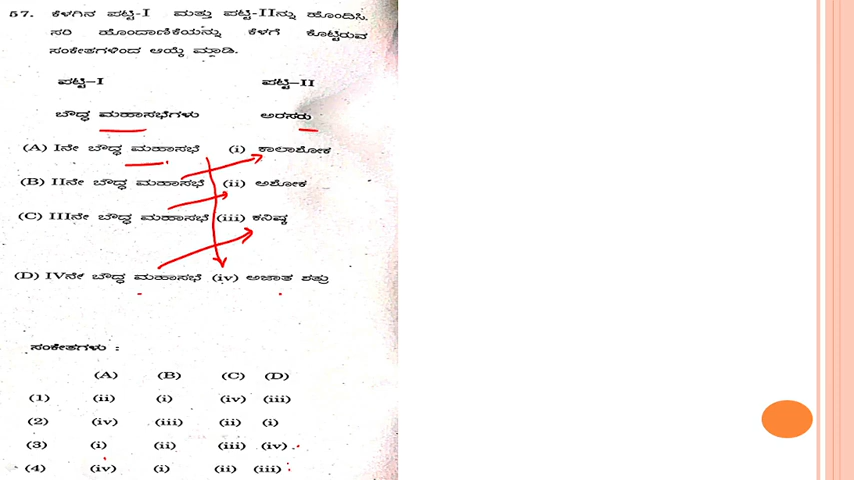 57. ಕೆಳಗಿನ ಪಟ್ಟಿ-I ಮತ್ತು ಪಟ್ಟಿ-IIನ್ನು ಹೊಂದಿಸಿ.
ಸರಿ ಹೊಂದಾಣಿಕೆಯನ್ನು ಕೆಳಗೆ ಕೊಟ್ಟಿರುವ
ಸಂಕೇತಗಳಿಂದ ಆಯ್ಕೆ ಮಾಡಿ.
ಪಟ್ಟಿ-I ಪಟ್ಟಿ-II
ಬೌದ್ಧ ಮಹಾಸಭೆಗಳು ಅರಸರು
(A) Iನೇ ಬೌದ್ಧ ಮಹಾಸಭೆ (i) ಕಾಲಾಶೋಕ
(B) IIನೇ ಬೌದ್ಧ ಮಹಾಸಭೆ (ii) ಅಶೋಕ
(C) IIIನೇ ಬೌದ್ಧ ಮಹಾಸಭೆ (iii) ಕನಿಷ್ಕ
(D) IVನೇ ಬೌದ್ಧ ಮಹಾಸಭೆ (iv) ಅಜಾತ ಶತ್ರು
ಸಂಕೇತಗಳು :
(A) (B) (C) (D)
(1) (ii) (i) (iv) (iii)
(2) (iv) (iii) (ii) (i)
(3) (i) (ii) (iii) (iv)
(4) (iv) (i) (ii) (iii)